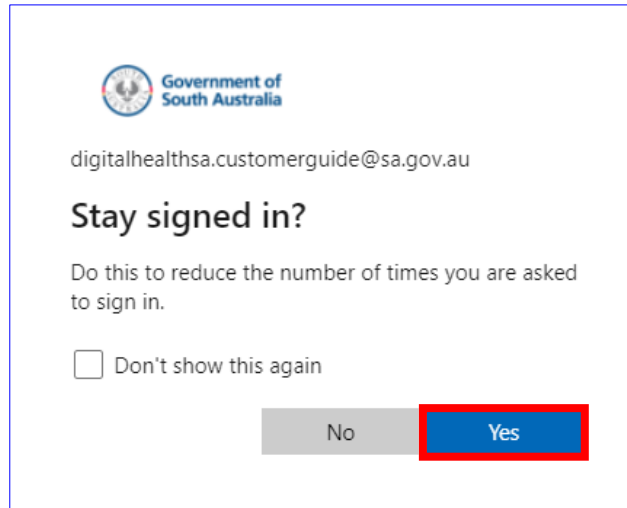 Government of
South Australia
digitalhealthsa.customerguide@sa.gov.au
Stay signed in?
Do this to reduce the number of times you are asked
to sign in.
Don't show this again
No
Yes